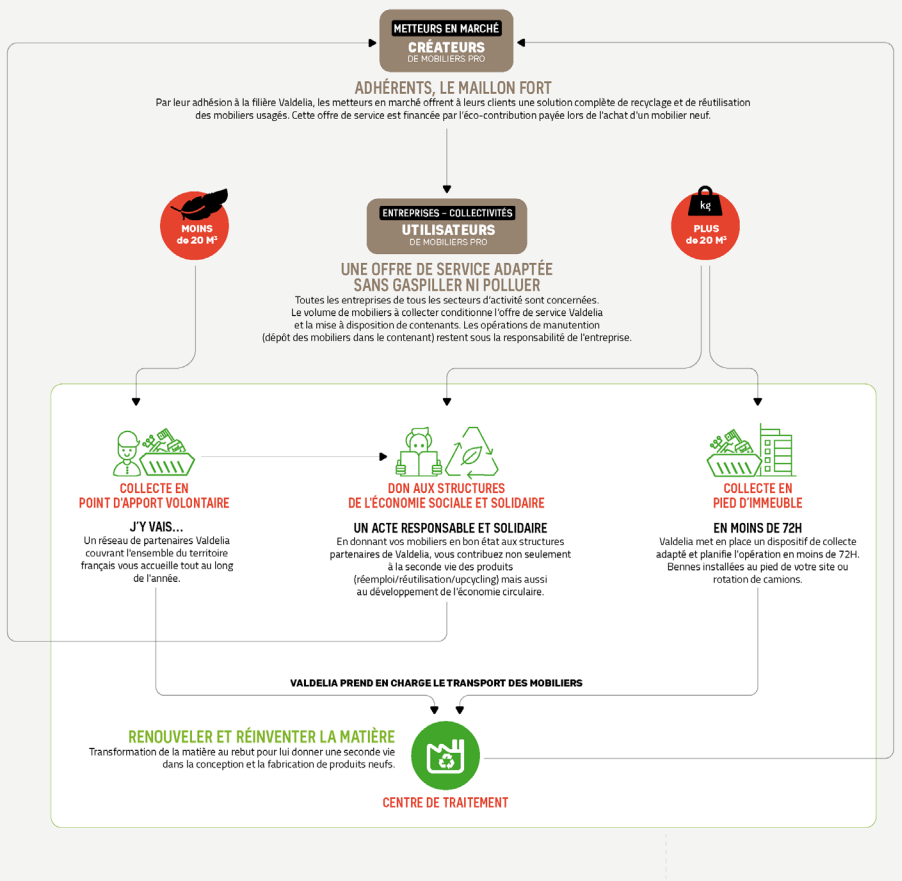 METTEURS EN MARCHÉ
CRÉATEURS
DE MOBILIERS PRO
ADHÉRENTS, LE MAILLON FORT
Par leur adhésion à la filière Valdelia, les metteurs en marché offrent à leurs clients une solution complète de recyclage et de réutilisation
des mobiliers usagés. Cette offre de service est financée par l'éco-contribution payée lors de l'achat d'un mobilier neuf.
MOINS
de 20 M³
ENTREPRISES – COLLECTIVITÉS
UTILISATEURS
DE MOBILIERS PRO
kg
PLUS
de 20 M³
UNE OFFRE DE SERVICE ADAPTÉE
SANS GASPILLER NI POLLUER
Toutes les entreprises de tous les secteurs d'activité sont concernées.
Le volume de mobiliers à collecter conditionne l'offre de service Valdelia
et la mise à disposition de contenants. Les opérations de manutention
(dépôt des mobiliers dans le contenant) restent sous la responsabilité de l'entreprise.
COLLECTE EN
POINT D'APPORT VOLONTAIRE
J'Y VAIS...
Un réseau de partenaires Valdelia
couvrant l'ensemble du territoire
français vous accueille tout au long
de l'année.
DON AUX STRUCTURES
DE L'ÉCONOMIE SOCIALE ET SOLIDAIRE
UN ACTE RESPONSABLE ET SOLIDAIRE
En donnant vos mobiliers en bon état aux structures
partenaires de Valdelia, vous contribuez non seulement
à la seconde vie des produits
(réemploi/réutilisation/upcycling) mais aussi
au développement de l'économie circulaire.
COLLECTE EN
PIED D'IMMEUBLE
EN MOINS DE 72H
Valdelia met en place un dispositif de collecte
adapté et planifie l'opération en moins de 72H.
Bennes installées au pied de votre site ou
rotation de camions.
VALDELIA PREND EN CHARGE LE TRANSPORT DES MOBILIERS
RENOUVELER ET RÉINVENTER LA MATIÈRE
Transformation de la matière au rebut pour lui donner une seconde vie
dans la conception et la fabrication de produits neufs.
CENTRE DE TRAITEMENT